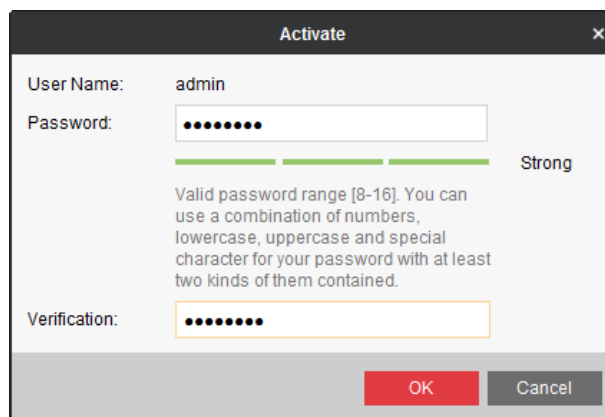 Activate ×
User Name: admin
Password: ●●●●●●●●
Strong
Valid password range [8-16]. You can
use a combination of numbers,
lowercase, uppercase and special
character for your password with at least
two kinds of them contained.
Verification: ●●●●●●●●
OK Cancel